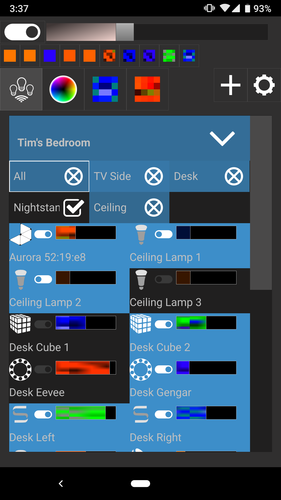 3:37 93%
Tim's Bedroom
All TV Side Desk
Nightstan Ceiling
Aurora 52:19:e8 Ceiling Lamp 1
Ceiling Lamp 2 Ceiling Lamp 3
Desk Cube 1 Desk Cube 2
Desk Eevee Desk Gengar
Desk Left Desk Right